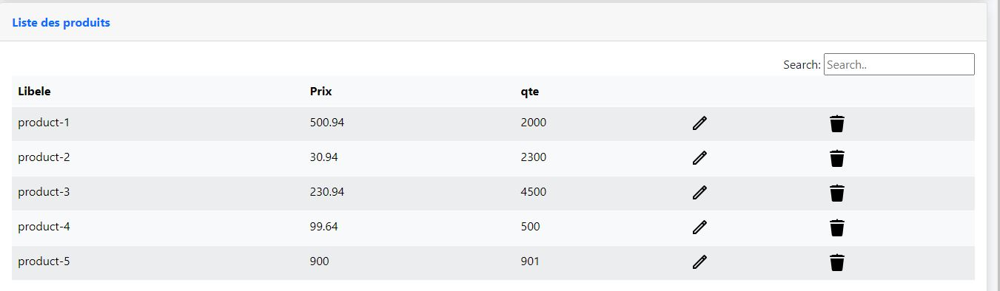 Liste des produits
Search: Search..
Libele Prix qte
product-1 500.94 2000
product-2 30.94 2300
product-3 230.94 4500
product-4 99.64 500
product-5 900 901